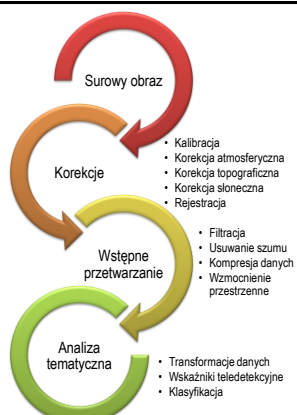 Surowy obraz
Korekcje
• Kalibracja
• Korekcja atmosferyczna
• Korekcja topograficzna
• Korekcja słoneczna
• Rejestracja
Wstępne
przetwarzanie
• Filtracja
• Usuwanie szumu
• Kompresja danych
• Wzmocnienie
przestrzenne
Analiza
tematyczna
• Transformacje danych
• Wskaźniki teledetekcyjne
• Klasyfikacja